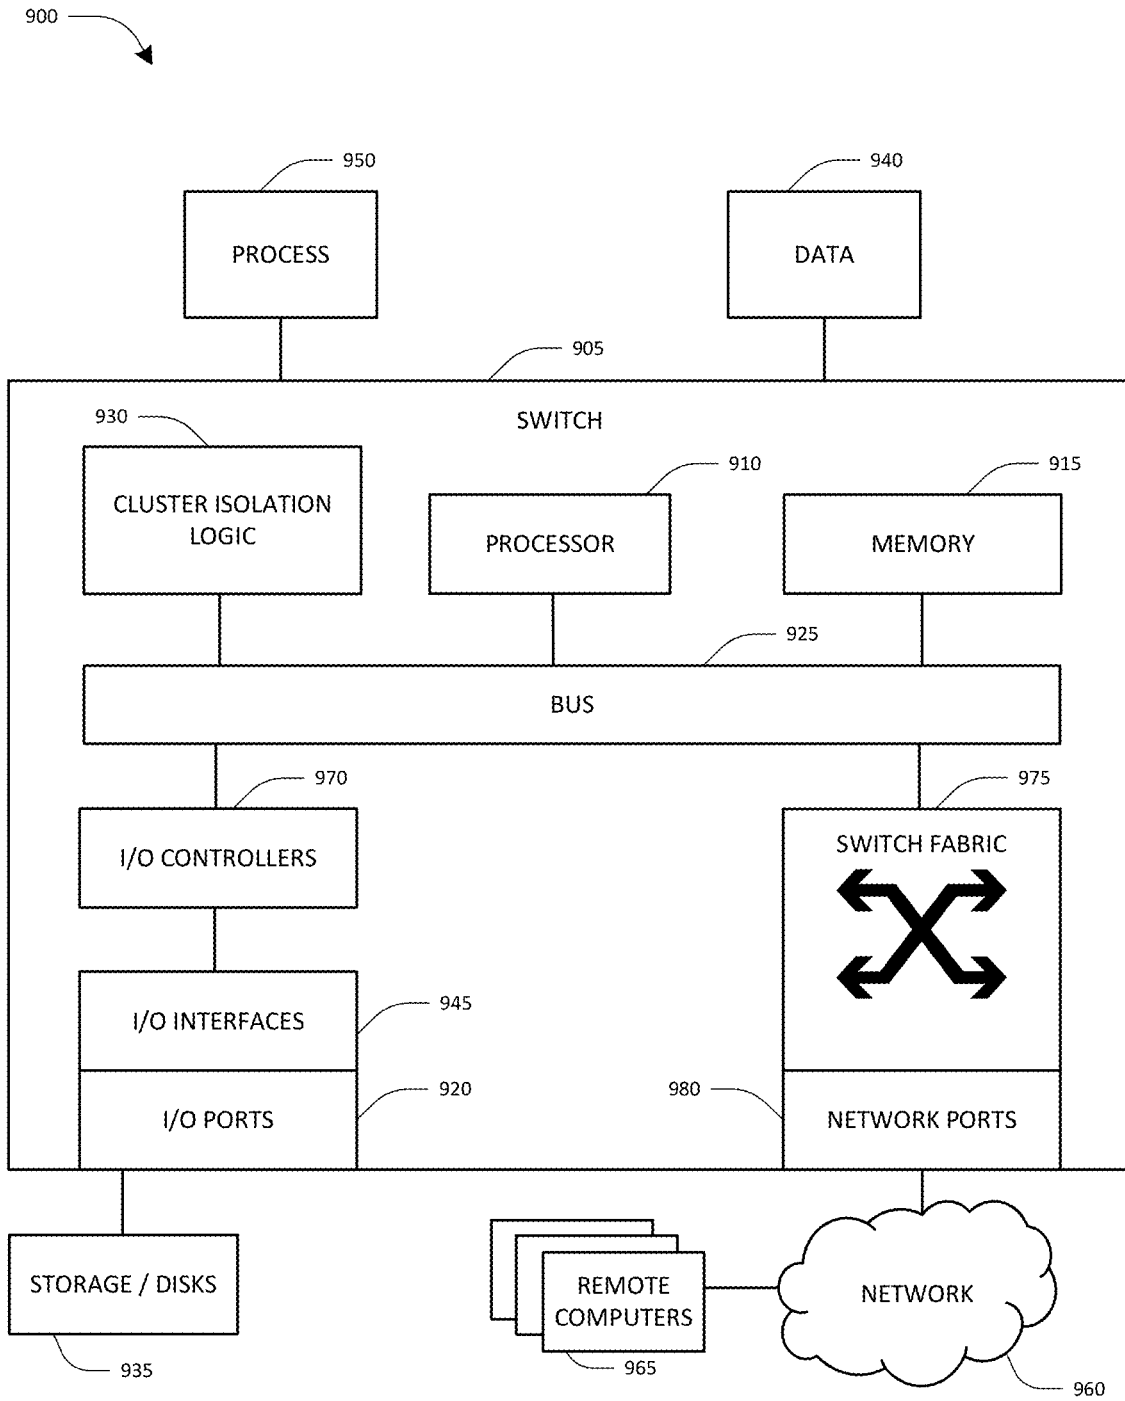 900
950
940
PROCESS
DATA
905
930
SWITCH
910
915
CLUSTER ISOLATION
LOGIC
PROCESSOR
MEMORY
925
BUS
970
975
I/O CONTROLLERS
SWITCH FABRIC
945
I/O INTERFACES
920
980
I/O PORTS
NETWORK PORTS
STORAGE / DISKS
REMOTE
COMPUTERS
NETWORK
935
965
960